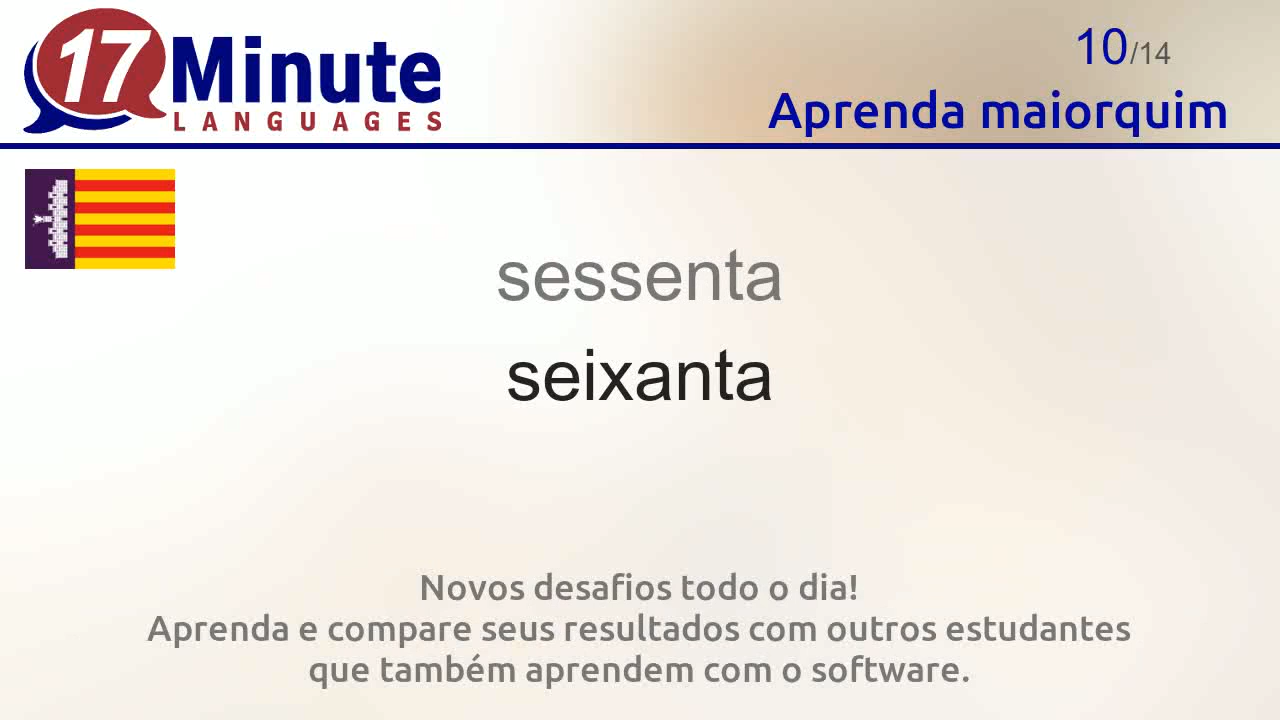 17 Minute
LANGUAGES
10/14
Aprenda maiorquim
sessenta
seixanta
Novos desafios todo o dia!
Aprenda e compare seus resultados com outros estudantes
que também aprendem com o software.